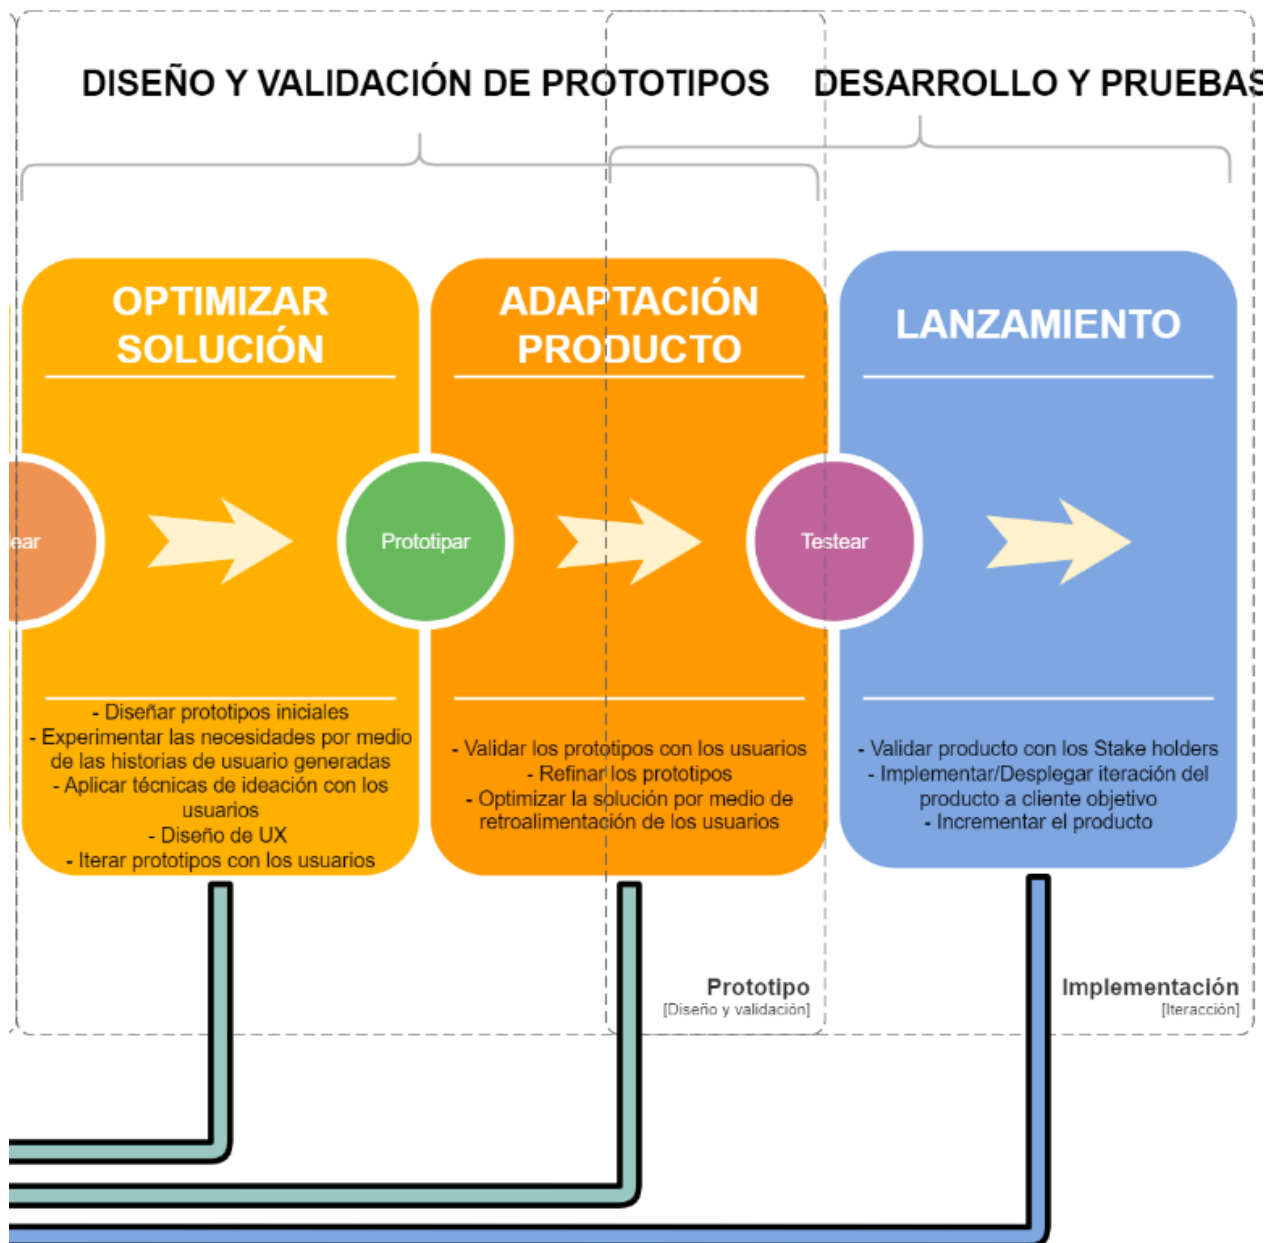 DISEÑO Y VALIDACIÓN DE PROTOTIPOS
DESARROLLO Y PRUEBAS
OPTIMIZAR
SOLUCIÓN
ADAPTACIÓN
PRODUCTO
LANZAMIENTO
ear
Prototipar
Testear
- Diseñar prototipos iniciales
- Experimentar las necesidades por medio
de las historias de usuario generadas
- Aplicar técnicas de ideación con los
usuarios
- Diseño de UX
- Iterar prototipos con los usuarios
- Validar los prototipos con los usuarios
- Refinar los prototipos
- Optimizar la solución por medio de
retroalimentación de los usuarios
- Validar producto con los Stake holders
- Implementar/Desplegar iteración del
producto a cliente objetivo
- Incrementar el producto
Prototipo
[Diseño y validación]
Implementación
[Iteracción]